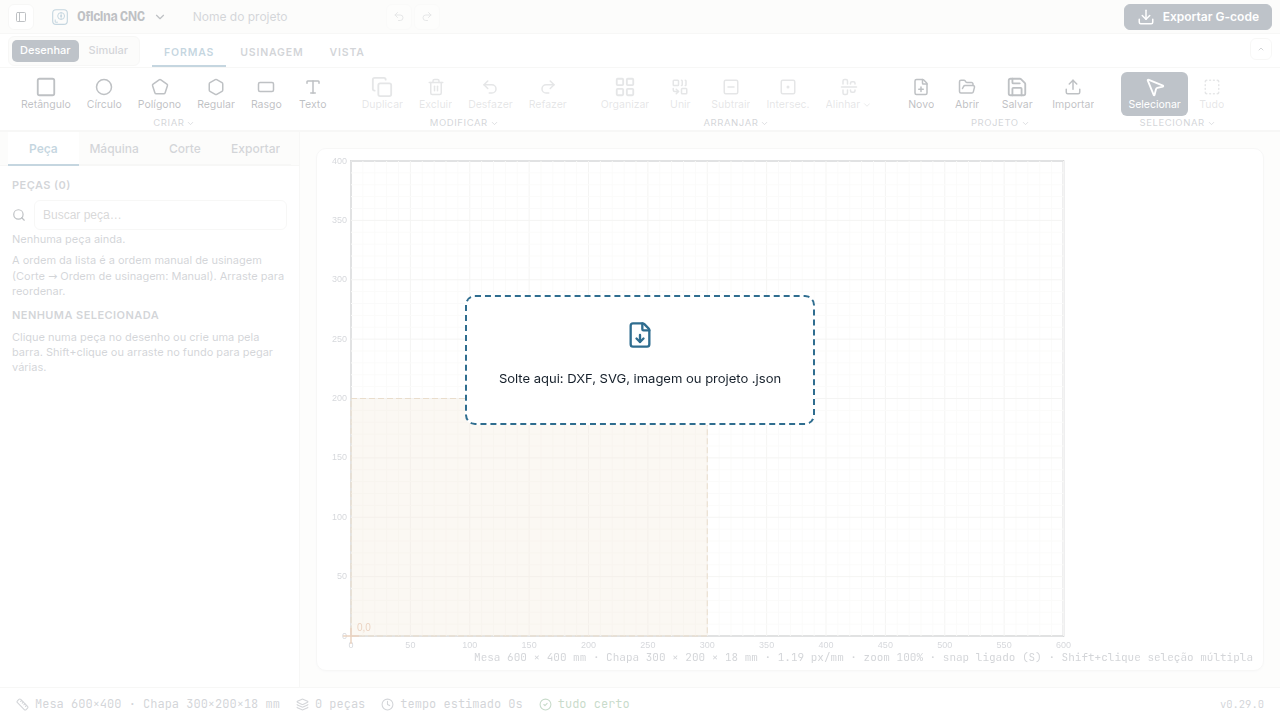 Oficina CNC
Nome do projeto
Exportar G-code
Desenhar
Simular
FORMAS
USINAGEM
VISTA
Retângulo
Círculo
Polígono
Regular
Rasgo
Texto
Duplicar
Excluir
Desfazer
Refazer
Organizar
Unir
Subtrair
Intersec.
Alinhar
Novo
Abrir
Salvar
Importar
Selecionar
Tudo
CRIAR
MODIFICAR
ARRANJAR
PROJETO
SELECIONAR
Peça
Máquina
Corte
Exportar
PEÇAS (0)
Buscar peça...
Nenhuma peça ainda.
A ordem da lista é a ordem manual de usinagem
(Corte → Ordem de usinagem: Manual). Arraste para
reordenar.
NENHUMA SELECIONADA
Clique numa peça no desenho ou crie uma pela
barra. Shift+clique ou arraste no fundo para pegar
várias.
400
350
300
250
200
150
100
50
0
0,0
0 50 100 150 200 250 300 350 400 450 500 550 600
Solte aqui: DXF, SVG, imagem ou projeto .json
Mesa 600 × 400 mm · Chapa 300 × 200 × 18 mm · 1.19 px/mm · zoom 100% · snap ligado (S) · Shift+clique seleção múltipla
Mesa 600×400 · Chapa 300×200×18 mm
0 peças
tempo estimado 0s
tudo certo
v0.29.0